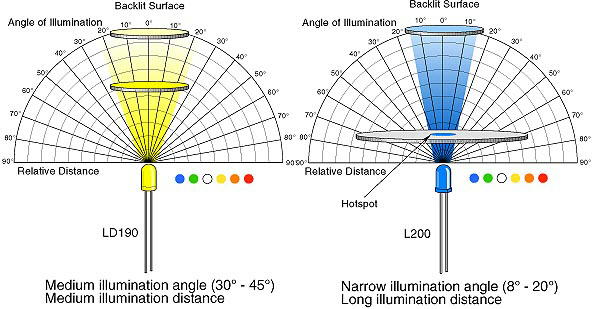 Backlit Surface
Angle of Illumination
10° 0° 10°
20° 20°
30° 30°
40° 40°
50° 50°
60° 60°
70° 70°
80° 80°
90° 90°
Relative Distance
LD190
Medium illumination angle (30° - 45°)
Medium illumination distance
Backlit Surface
Angle of Illumination
10° 0° 10°
20° 20°
30° 30°
40° 40°
50° 50°
60° 60°
70° 70°
80° 80°
90° 90°
Relative Distance
Hotspot
L200
Narrow illumination angle (8° - 20°)
Long illumination distance